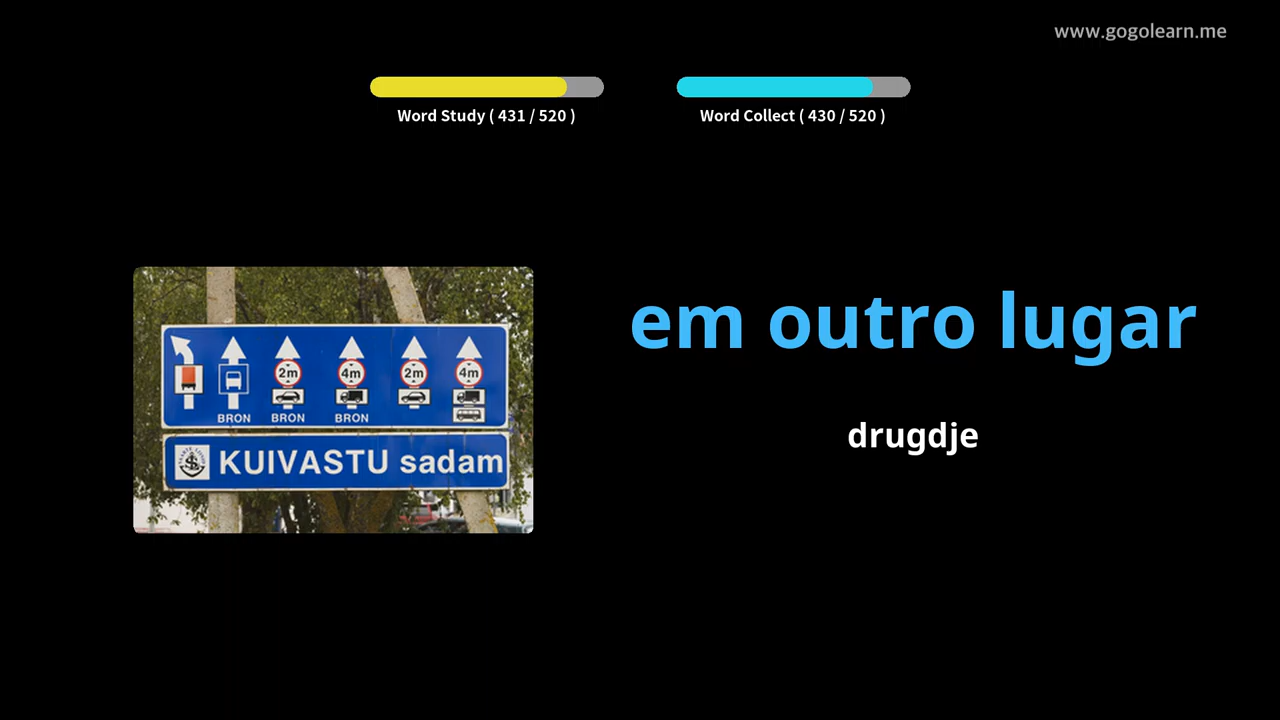 www.gogolearn.me
Word Study ( 431 / 520 )
Word Collect ( 430 / 520 )
em outro lugar
drugdje
2m
4m
2m
4m
BRON
BRON
BRON
KUIVASTU sadam